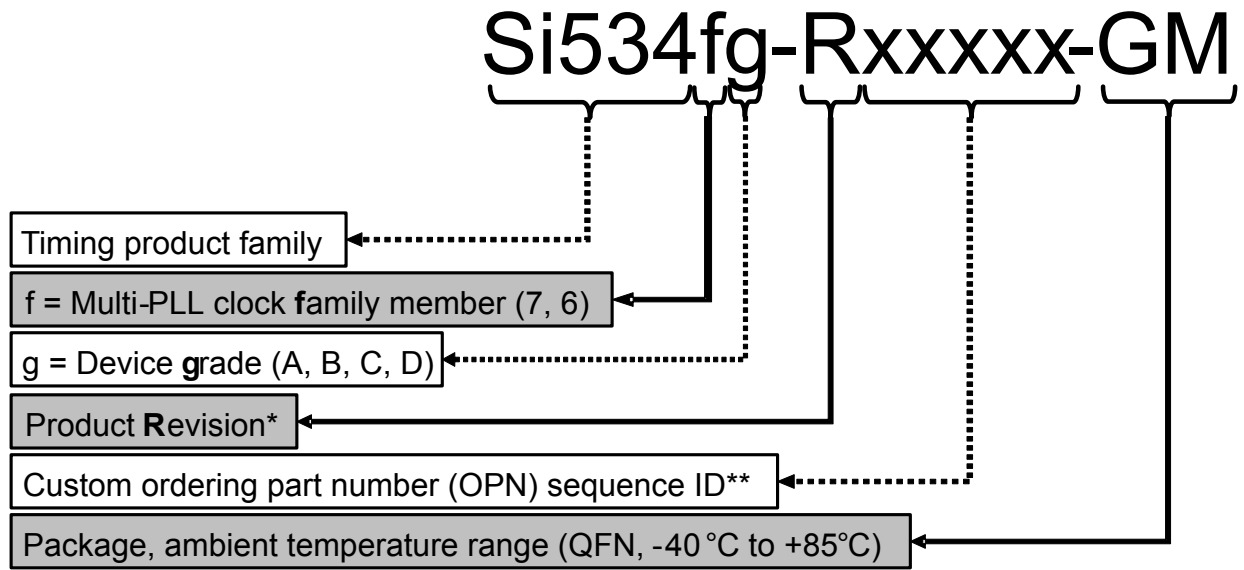 Si534fg-Rxxxxx-GM
Timing product family
f = Multi-PLL clock family member (7, 6)
g = Device grade (A, B, C, D)
Product Revision*
Custom ordering part number (OPN) sequence ID**
Package, ambient temperature range (QFN, -40 °C to +85°C)